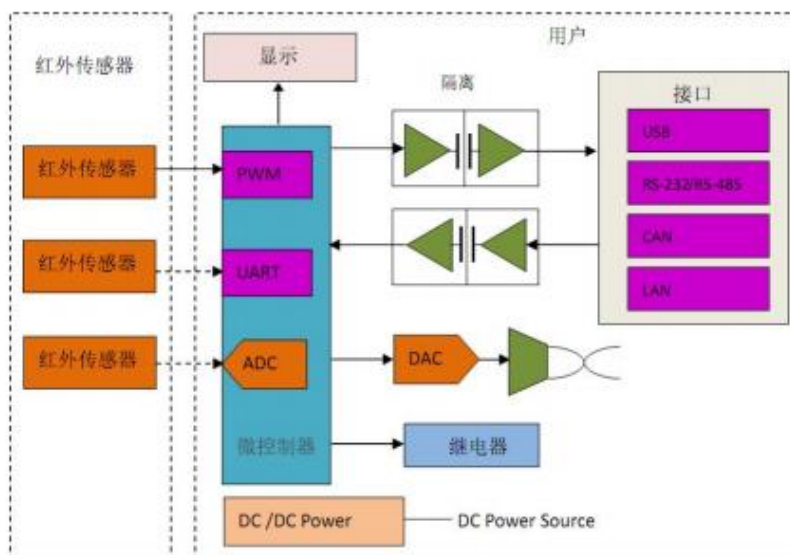 红外传感器
用户
显示
隔离
接口
红外传感器
PWM
USB
RS-232/RS-485
红外传感器
UART
CAN
LAN
红外传感器
ADC
DAC
微控制器
继电器
DC /DC Power
DC Power Source